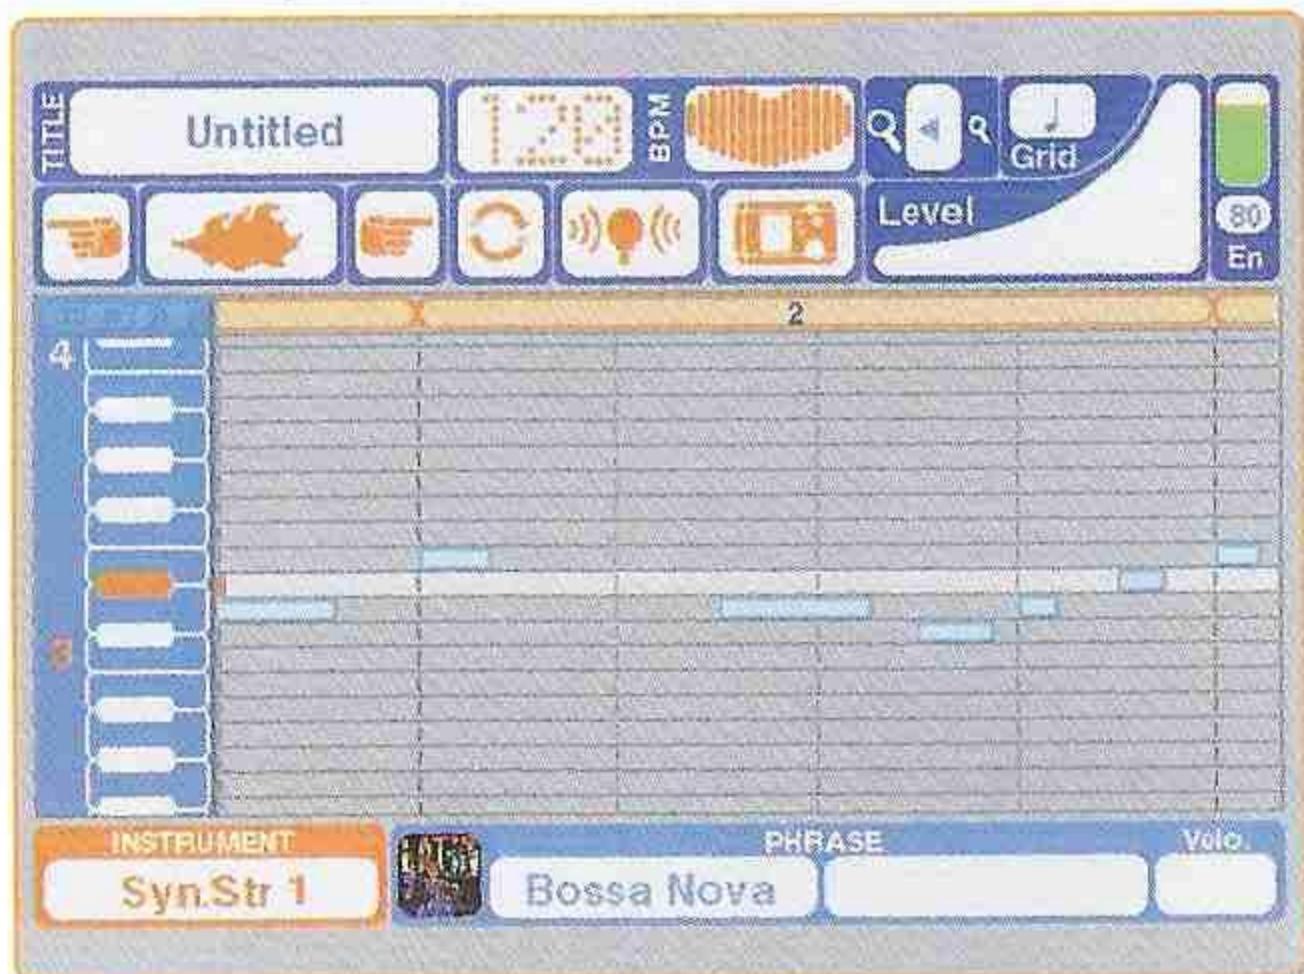 TITLE
Untitled
128
BPM
Grid
Level
80
En
2
4
INSTRUMENT
Syn.Str 1
PHRASE
Bossa Nova
Velo.